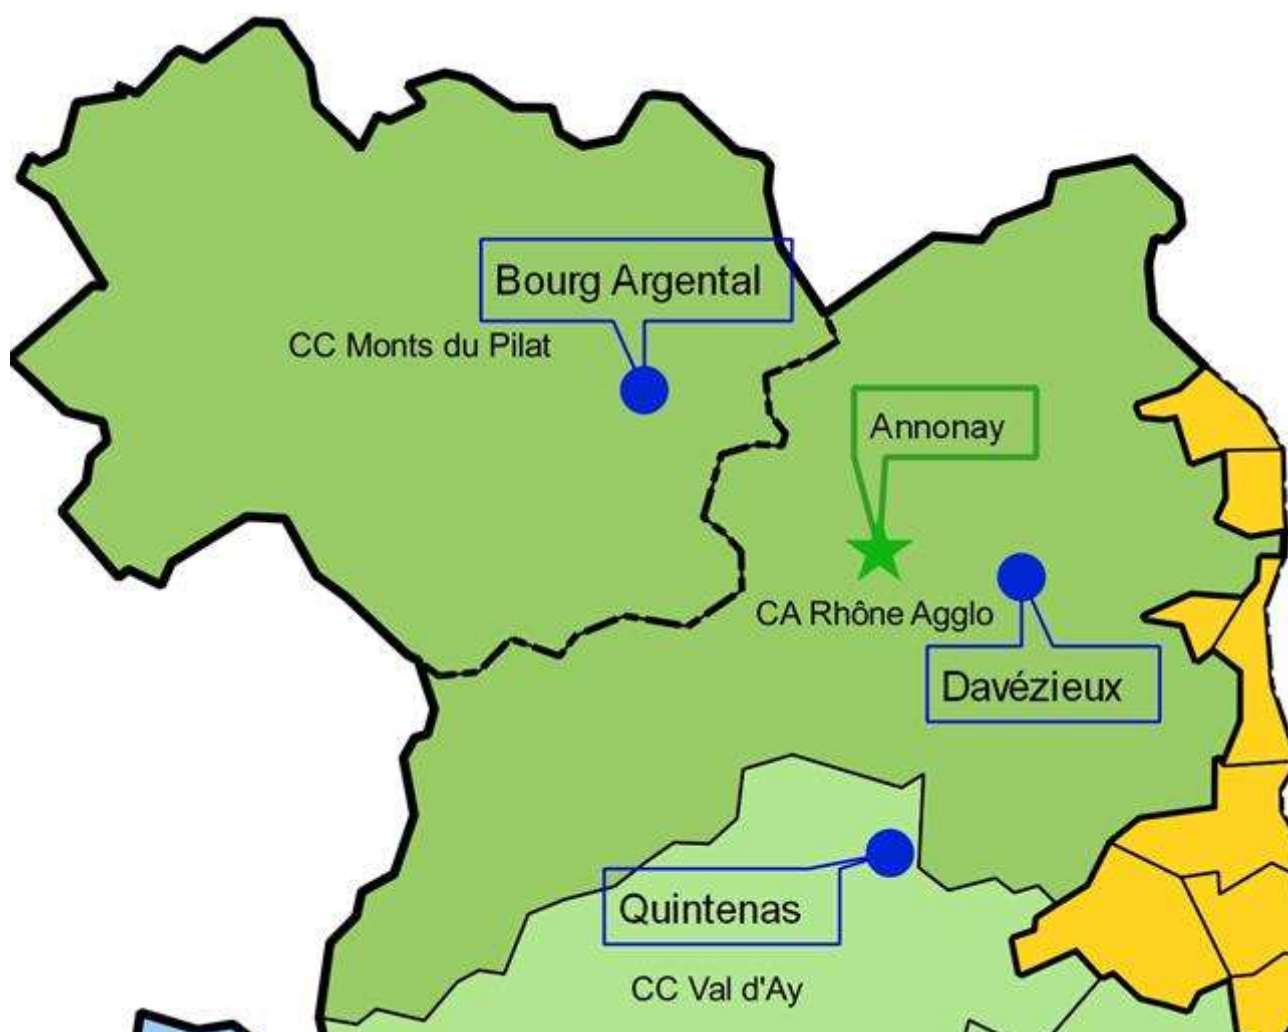 Bourg Argental
CC Monts du Pilat
Annonay
CA Rhône Agglo
Davézieux
Quintenas
CC Val d'Ay